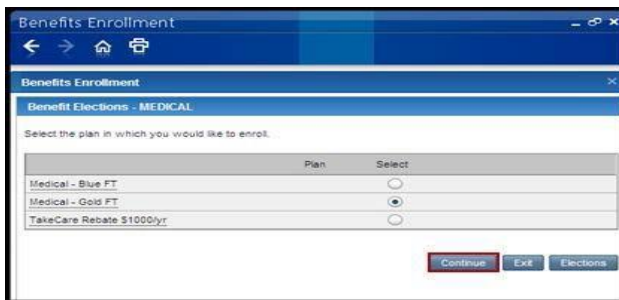 Benefits Enrollment
Benefits Enrollment
Benefit Elections - MEDICAL
Select the plan in which you would like to enroll.
Plan Select
Medical - Blue FT
Medical - Gold FT
TakeCare Rebate $1000/yr
Continue Exit Elections